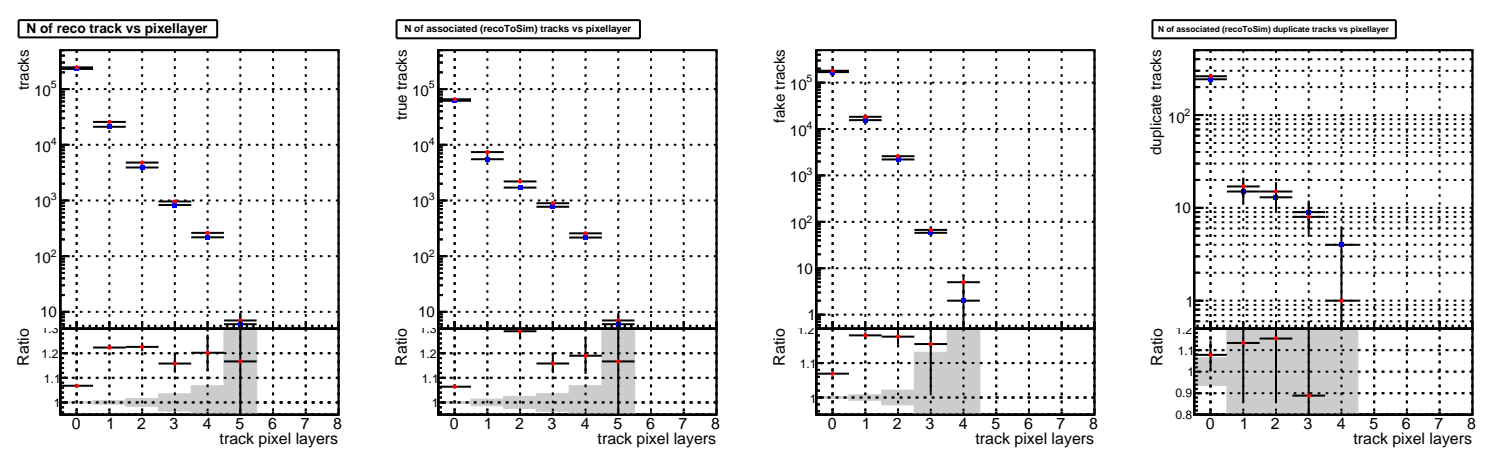 N of reco track vs pixellayer
tracks
10^5
10^4
10^3
10^2
10
Ratio
1.3
1.2
1.1
1
0 1 2 3 4 5 6 7 8
track pixel layers
N of associated (recoToSim) tracks vs pixellayer
true tracks
10^5
10^4
10^3
10^2
10
Ratio
1.3
1.2
1.1
1
0 1 2 3 4 5 6 7 8
track pixel layers
fake tracks
10^5
10^4
10^3
10^2
10
1
Ratio
1.2
1.1
1
0 1 2 3 4 5 6 7 8
track pixel layers
N of associated (recoToSim) duplicate tracks vs pixellayer
duplicate tracks
10^2
10
1
Ratio
1.2
1.1
1
0.9
0.8
0 1 2 3 4 5 6 7 8
track pixel layers